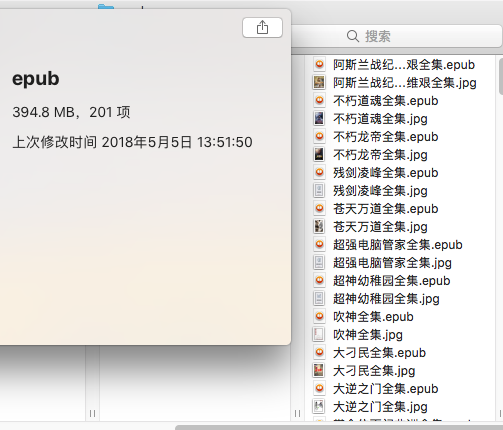 搜索
epub
394.8 MB，201 项
上次修改时间 2018年5月5日 13:51:50
阿斯兰战纪…艰全集.epub
阿斯兰战纪…维艰全集.jpg
不朽道魂全集.epub
不朽道魂全集.jpg
不朽龙帝全集.epub
不朽龙帝全集.jpg
残剑凌峰全集.epub
残剑凌峰全集.jpg
苍天万道全集.epub
苍天万道全集.jpg
超强电脑管家全集.epub
超强电脑管家全集.jpg
超神幼稚园全集.epub
超神幼稚园全集.jpg
吹神全集.epub
吹神全集.jpg
大刁民全集.epub
大刁民全集.jpg
大逆之门全集.epub
大逆之门全集.jpg